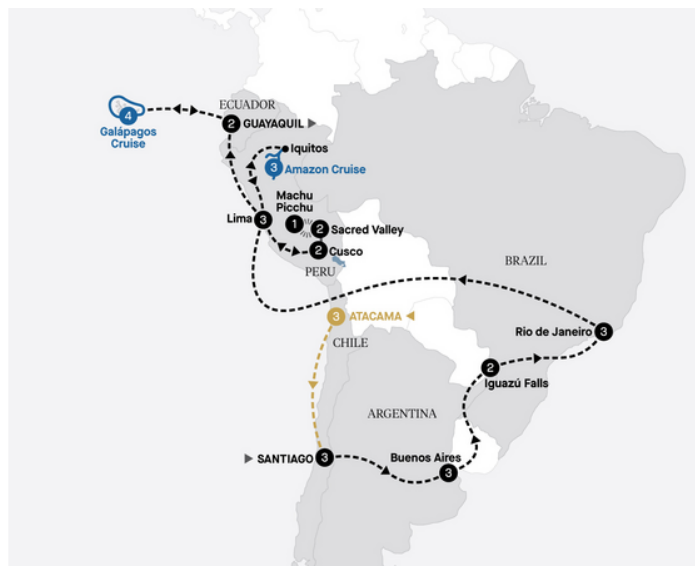 ECUADOR
4
Galápagos
Cruise
2 GUAYAQUIL ▶
Iquitos
3 Amazon Cruise
Machu
Picchu
1
Lima 3
2 Sacred Valley
2 Cusco
PERU
BRAZIL
3 ATACAMA ◀
Rio de Janeiro 3
CHILE
2
Iguazú Falls
ARGENTINA
▶ SANTIAGO 3
Buenos Aires
3